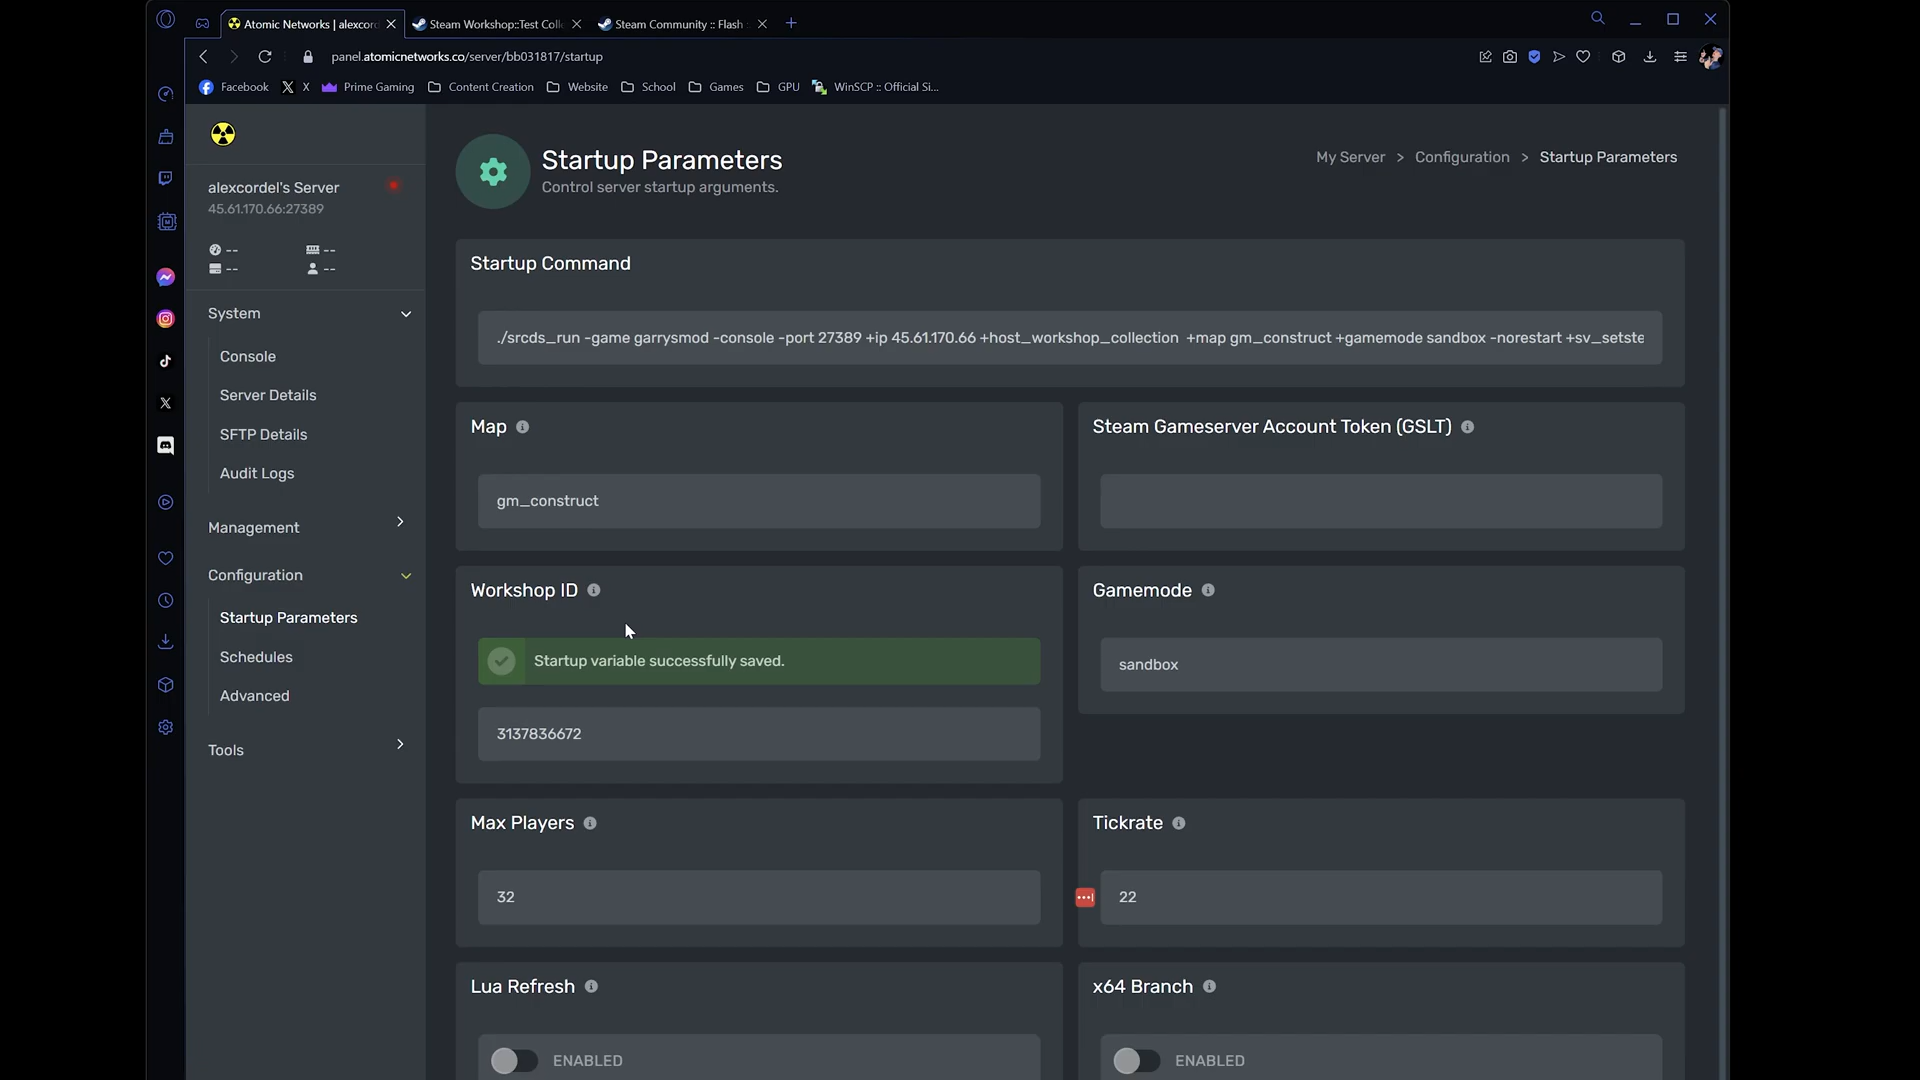 Atomic Networks | alexcord
Steam Workshop::Test Coll
Steam Community :: Flash
panel.atomicnetworks.co/server/bb031817/startup
Facebook
X
Prime Gaming
Content Creation
Website
School
Games
GPU
WinSCP :: Official Si...
alexcordel's Server
45.61.170.66:27389
--
--
--
--
System
Console
Server Details
SFTP Details
Audit Logs
Management
Configuration
Startup Parameters
Schedules
Advanced
Tools
Startup Parameters
Control server startup arguments.
My Server > Configuration > Startup Parameters
Startup Command
./srcds_run -game garrysmod -console -port 27389 +ip 45.61.170.66 +host_workshop_collection +map gm_construct +gamemode sandbox -norestart +sv_setste
Map
gm_construct
Steam Gameserver Account Token (GSLT)
Workshop ID
Startup variable successfully saved.
3137836672
Gamemode
sandbox
Max Players
32
Tickrate
22
Lua Refresh
ENABLED
x64 Branch
ENABLED